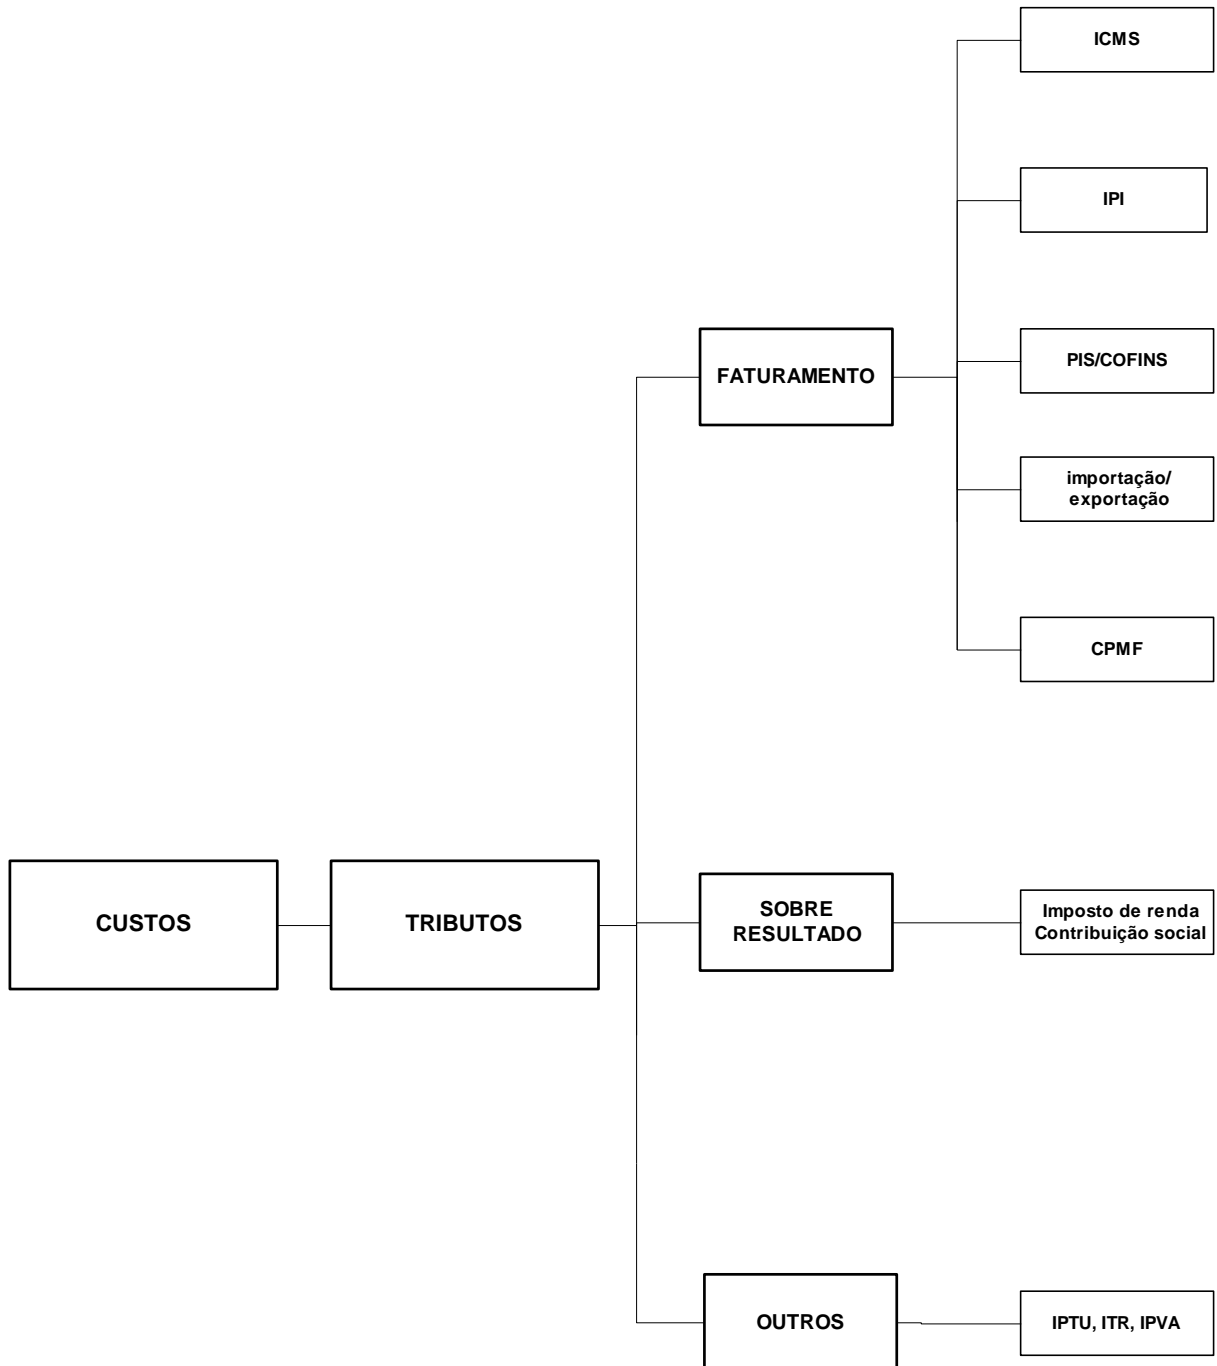 ICMS
IPI
FATURAMENTO
PIS/COFINS
importação/
exportação
CPMF
CUSTOS
TRIBUTOS
SOBRE
RESULTADO
Imposto de renda
Contribuição social
OUTROS
IPTU, ITR, IPVA